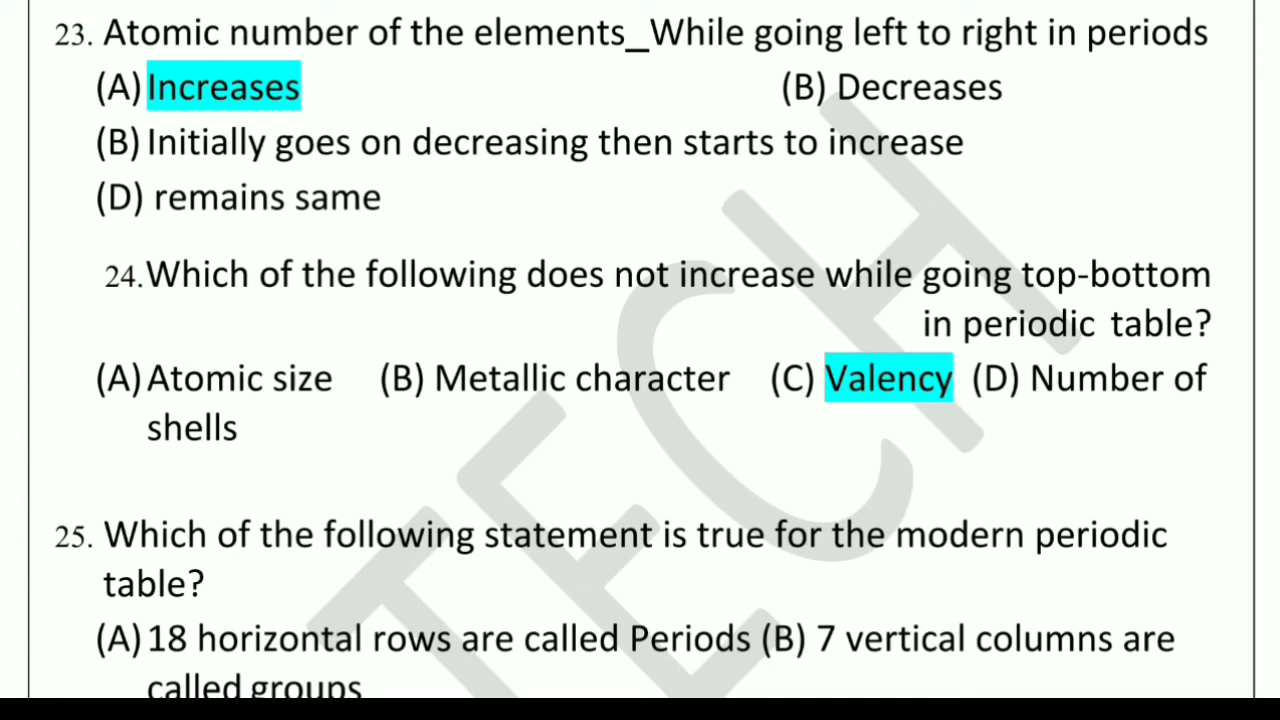 23. Atomic number of the elements_While going left to right in periods
(A) Increases (B) Decreases
(B) Initially goes on decreasing then starts to increase
(D) remains same
24. Which of the following does not increase while going top-bottom
in periodic table?
(A) Atomic size (B) Metallic character (C) Valency (D) Number of
shells
25. Which of the following statement is true for the modern periodic
table?
(A) 18 horizontal rows are called Periods (B) 7 vertical columns are
called groups
TECH